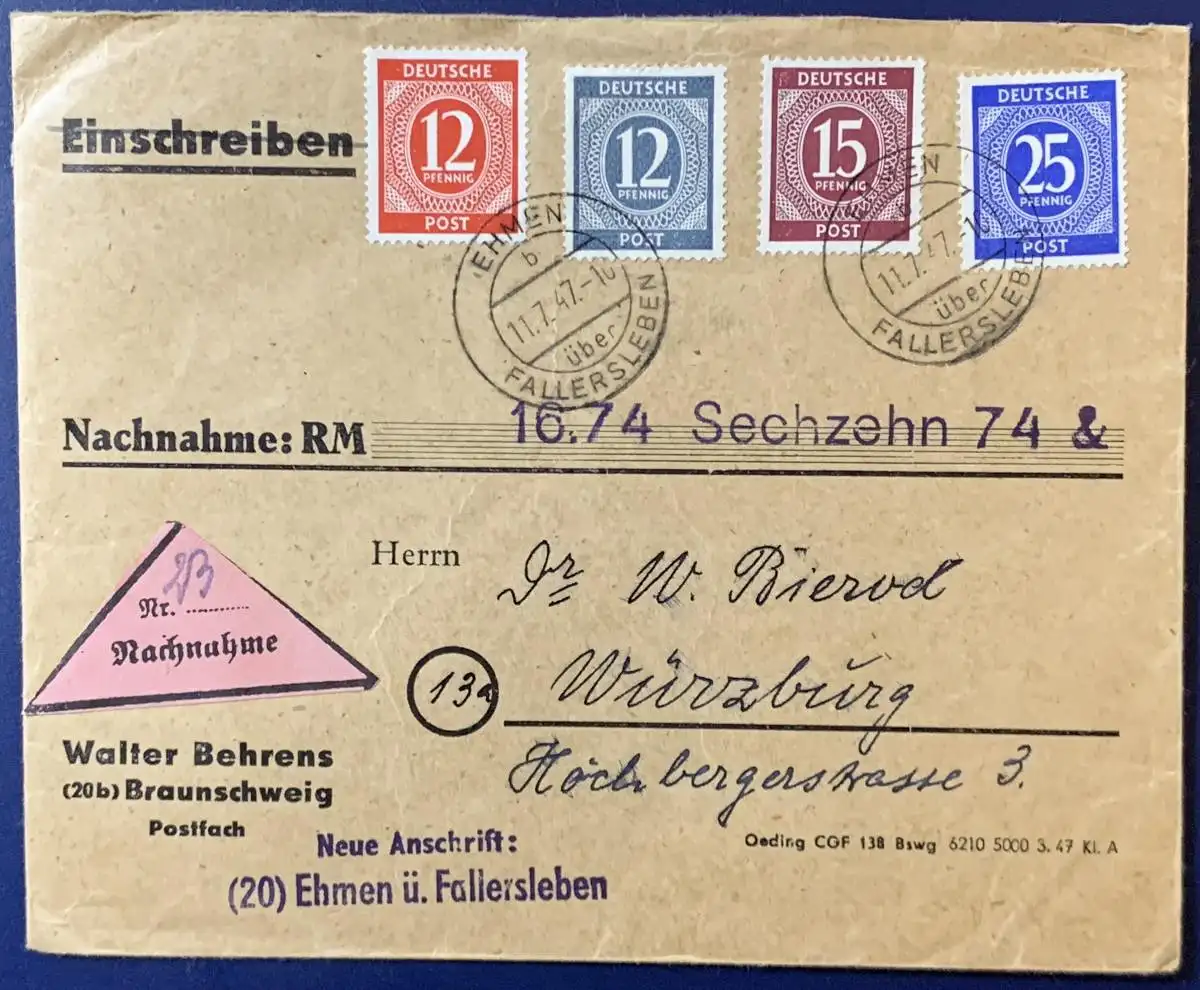 Einschreiben
DEUTSCHE
12
PFENNIG
POST
DEUTSCHE
12
PFENNIG
POST
DEUTSCHE
15
PFENNIG
POST
DEUTSCHE
25
PFENNIG
POST
EHMEN
b
11.7.47.-10
über
FALLERSLEBEN
EHMEN
b
11.7.47.-10
über
FALLERSLEBEN
Nachnahme: RM 16.74 Sechzehn 74 &
Nr.
Nachnahme
Herrn Dr W. Bierod
13a Würzburg
Höchbergerstrasse 3.
Walter Behrens
(20b) Braunschweig
Postfach
Neue Anschrift:
(20) Ehmen ü. Fallersleben
Oeding CGF 138 Bswg 6210 5000 3.47 Kl. A